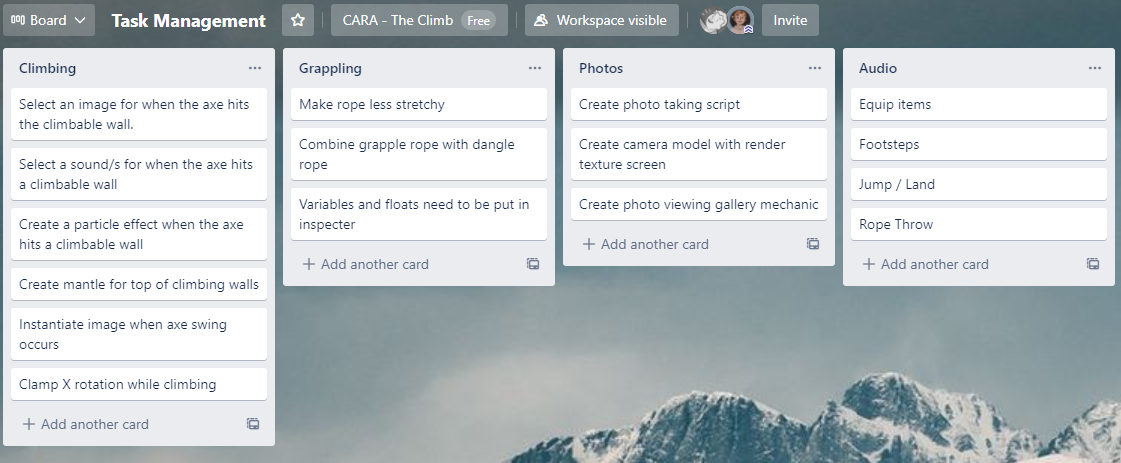 Board
Task Management
CARA - The Climb
Free
Workspace visible
Invite
Climbing
Select an image for when the axe hits
the climbable wall.
Select a sound/s for when the axe hits
a climbable wall
Create a particle effect when the axe
hits a climbable wall
Create mantle for top of climbing walls
Instantiate image when axe swing
occurs
Clamp X rotation while climbing
+ Add another card
Grappling
Make rope less stretchy
Combine grapple rope with dangle
rope
Variables and floats need to be put in
inspecter
+ Add another card
Photos
Create photo taking script
Create camera model with render
texture screen
Create photo viewing gallery mechanic
+ Add another card
Audio
Equip items
Footsteps
Jump / Land
Rope Throw
+ Add another card